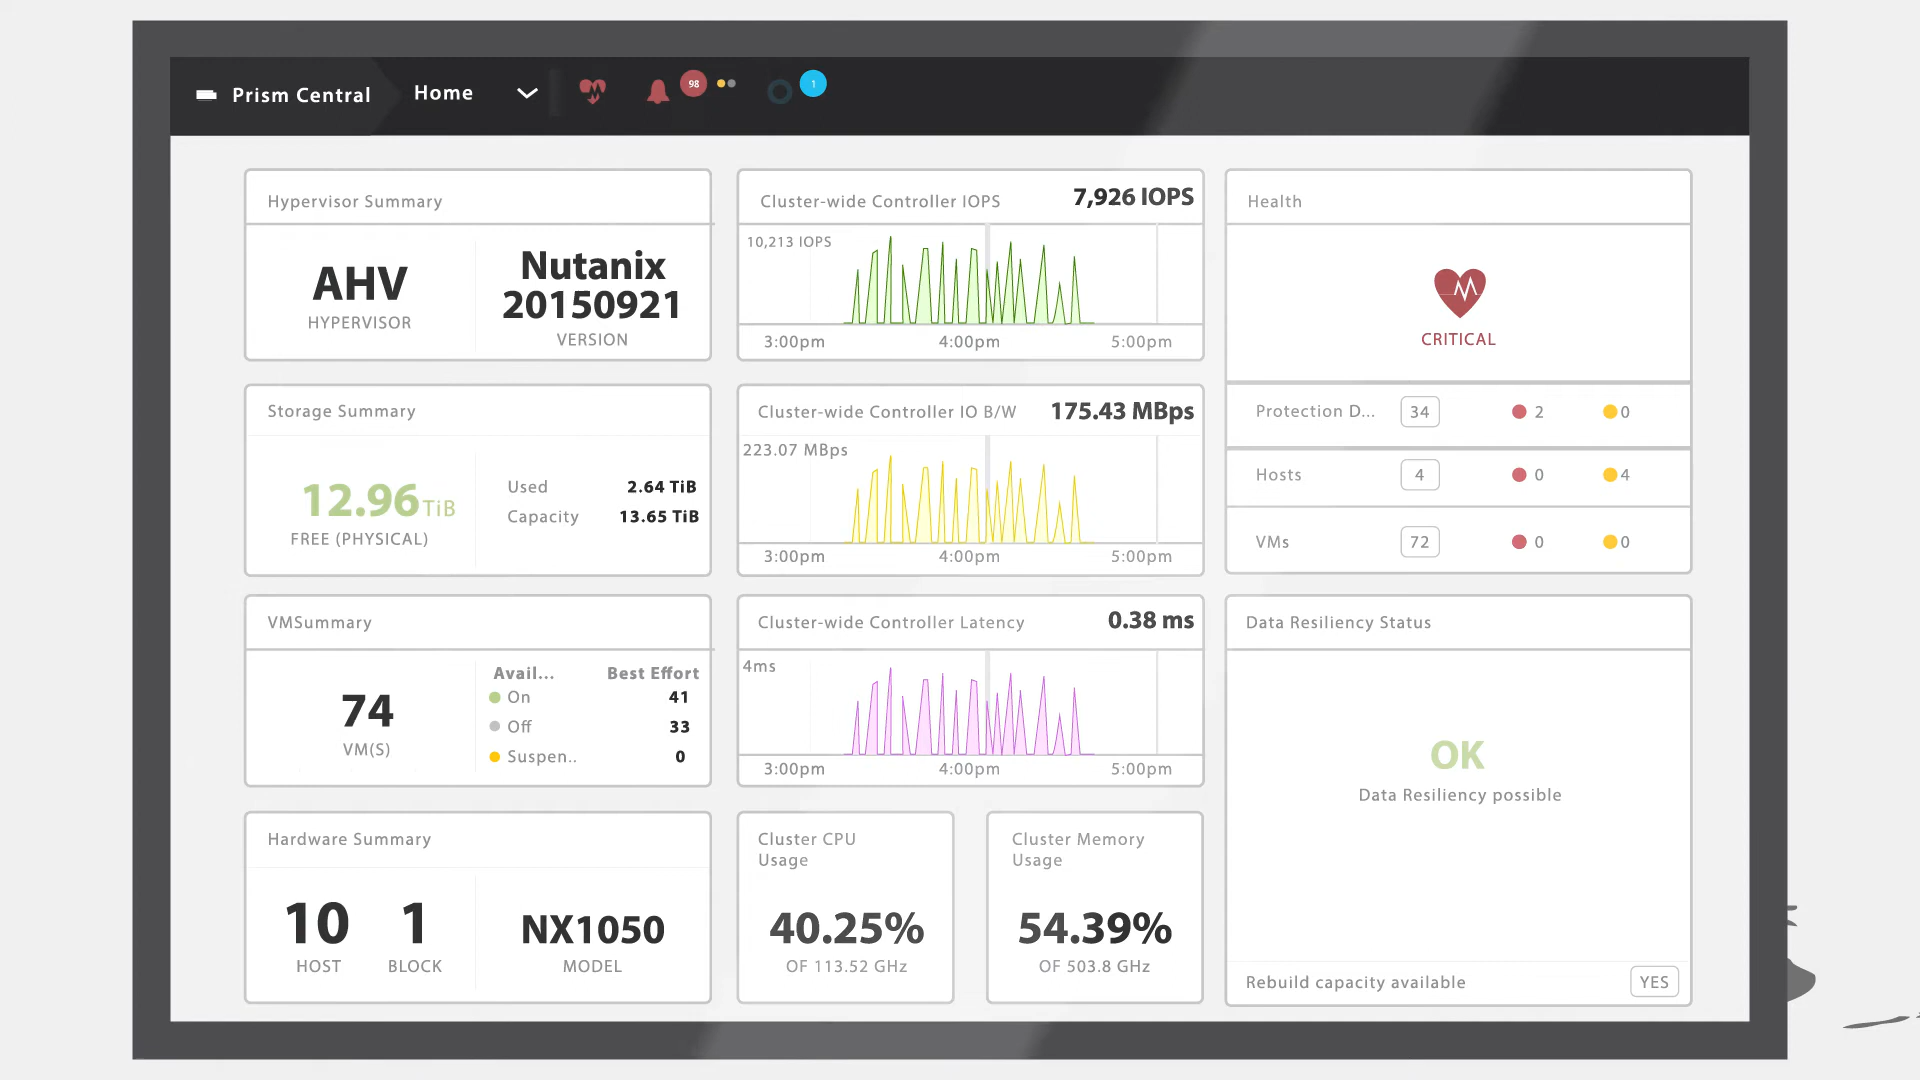 Prism Central
Home
98
1
Hypervisor Summary
AHV
HYPERVISOR
Nutanix
20150921
VERSION
Cluster-wide Controller IOPS
7,926 IOPS
10,213 IOPS
3:00pm
4:00pm
5:00pm
Health
CRITICAL
Protection D...
34
2
0
Hosts
4
0
4
VMs
72
0
0
Storage Summary
12.96 TiB
FREE (PHYSICAL)
Used
2.64 TiB
Capacity
13.65 TiB
Cluster-wide Controller IO B/W
175.43 MBps
223.07 MBps
3:00pm
4:00pm
5:00pm
VMSummary
74
VM(S)
Avail...
Best Effort
On
41
Off
33
Suspen..
0
Cluster-wide Controller Latency
0.38 ms
4ms
3:00pm
4:00pm
5:00pm
Data Resiliency Status
OK
Data Resiliency possible
Rebuild capacity available
YES
Hardware Summary
10
HOST
1
BLOCK
NX1050
MODEL
Cluster CPU
Usage
40.25%
OF 113.52 GHz
Cluster Memory
Usage
54.39%
OF 503.8 GHz